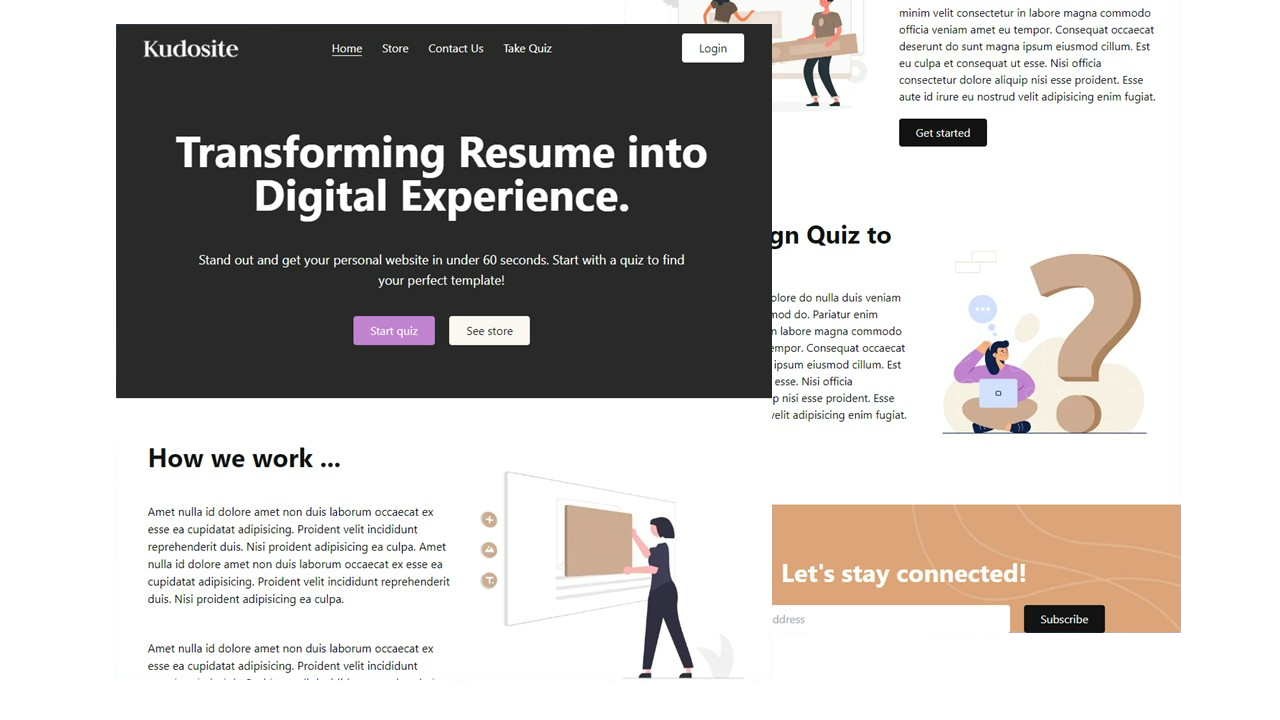 Kudosite
Home
Store
Contact Us
Take Quiz
Login
Transforming Resume into
Digital Experience.
Stand out and get your personal website in under 60 seconds. Start with a quiz to find
your perfect template!
Start quiz
See store
How we work ...
Amet nulla id dolore amet non duis laborum occaecat ex
esse ea cupidatat adipisicing. Proident velit incididunt
reprehenderit duis. Nisi proident adipisicing ea culpa. Amet
nulla id dolore amet non duis laborum occaecat ex esse ea
cupidatat adipisicing. Proident velit incididunt reprehenderit
duis. Nisi proident adipisicing ea culpa.
Amet nulla id dolore amet non duis laborum occaecat ex
esse ea cupidatat adipisicing. Proident velit incididunt
minim velit consectetur in labore magna commodo
officia veniam amet eu tempor. Consequat occaecat
deserunt do sunt magna ipsum eiusmod cillum. Est
eu culpa et consequat ut esse. Nisi officia
consectetur dolore aliquip nisi esse proident. Esse
aute id irure eu nostrud velit adipisicing enim fugiat.
Get started
gn Quiz to
olore do nulla duis veniam
mod do. Pariatur enim
n labore magna commodo
empor. Consequat occaecat
ipsum eiusmod cillum. Est
esse. Nisi officia
p nisi esse proident. Esse
velit adipisicing enim fugiat.
Let's stay connected!
ddress
Subscribe